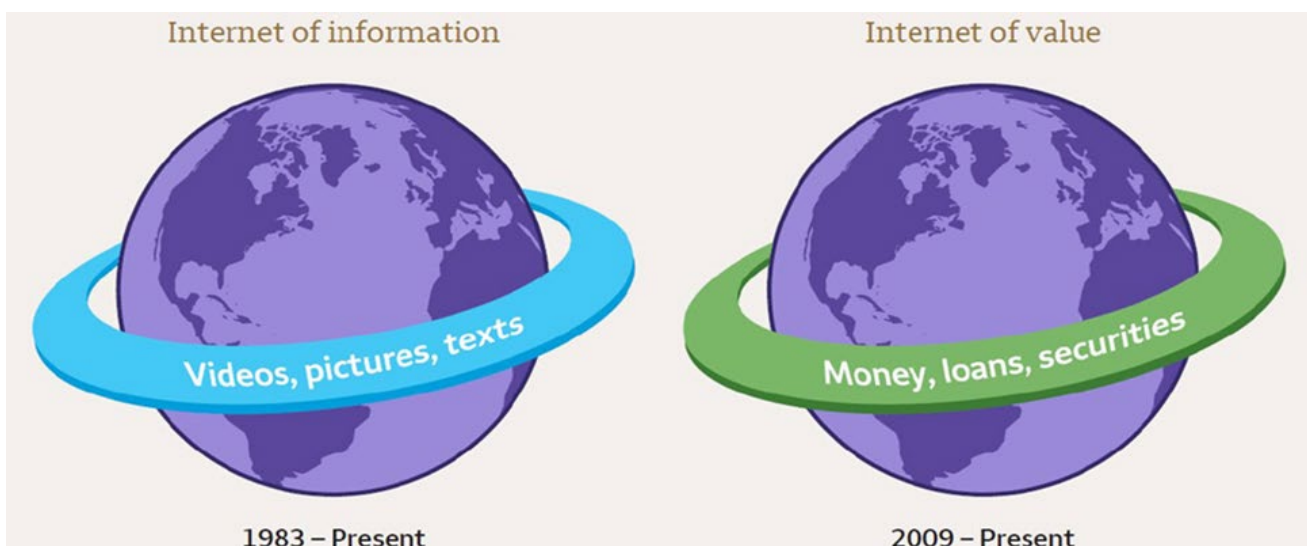 Internet of information
Videos, pictures, texts
1983 – Present
Internet of value
Money, loans, securities
2009 – Present